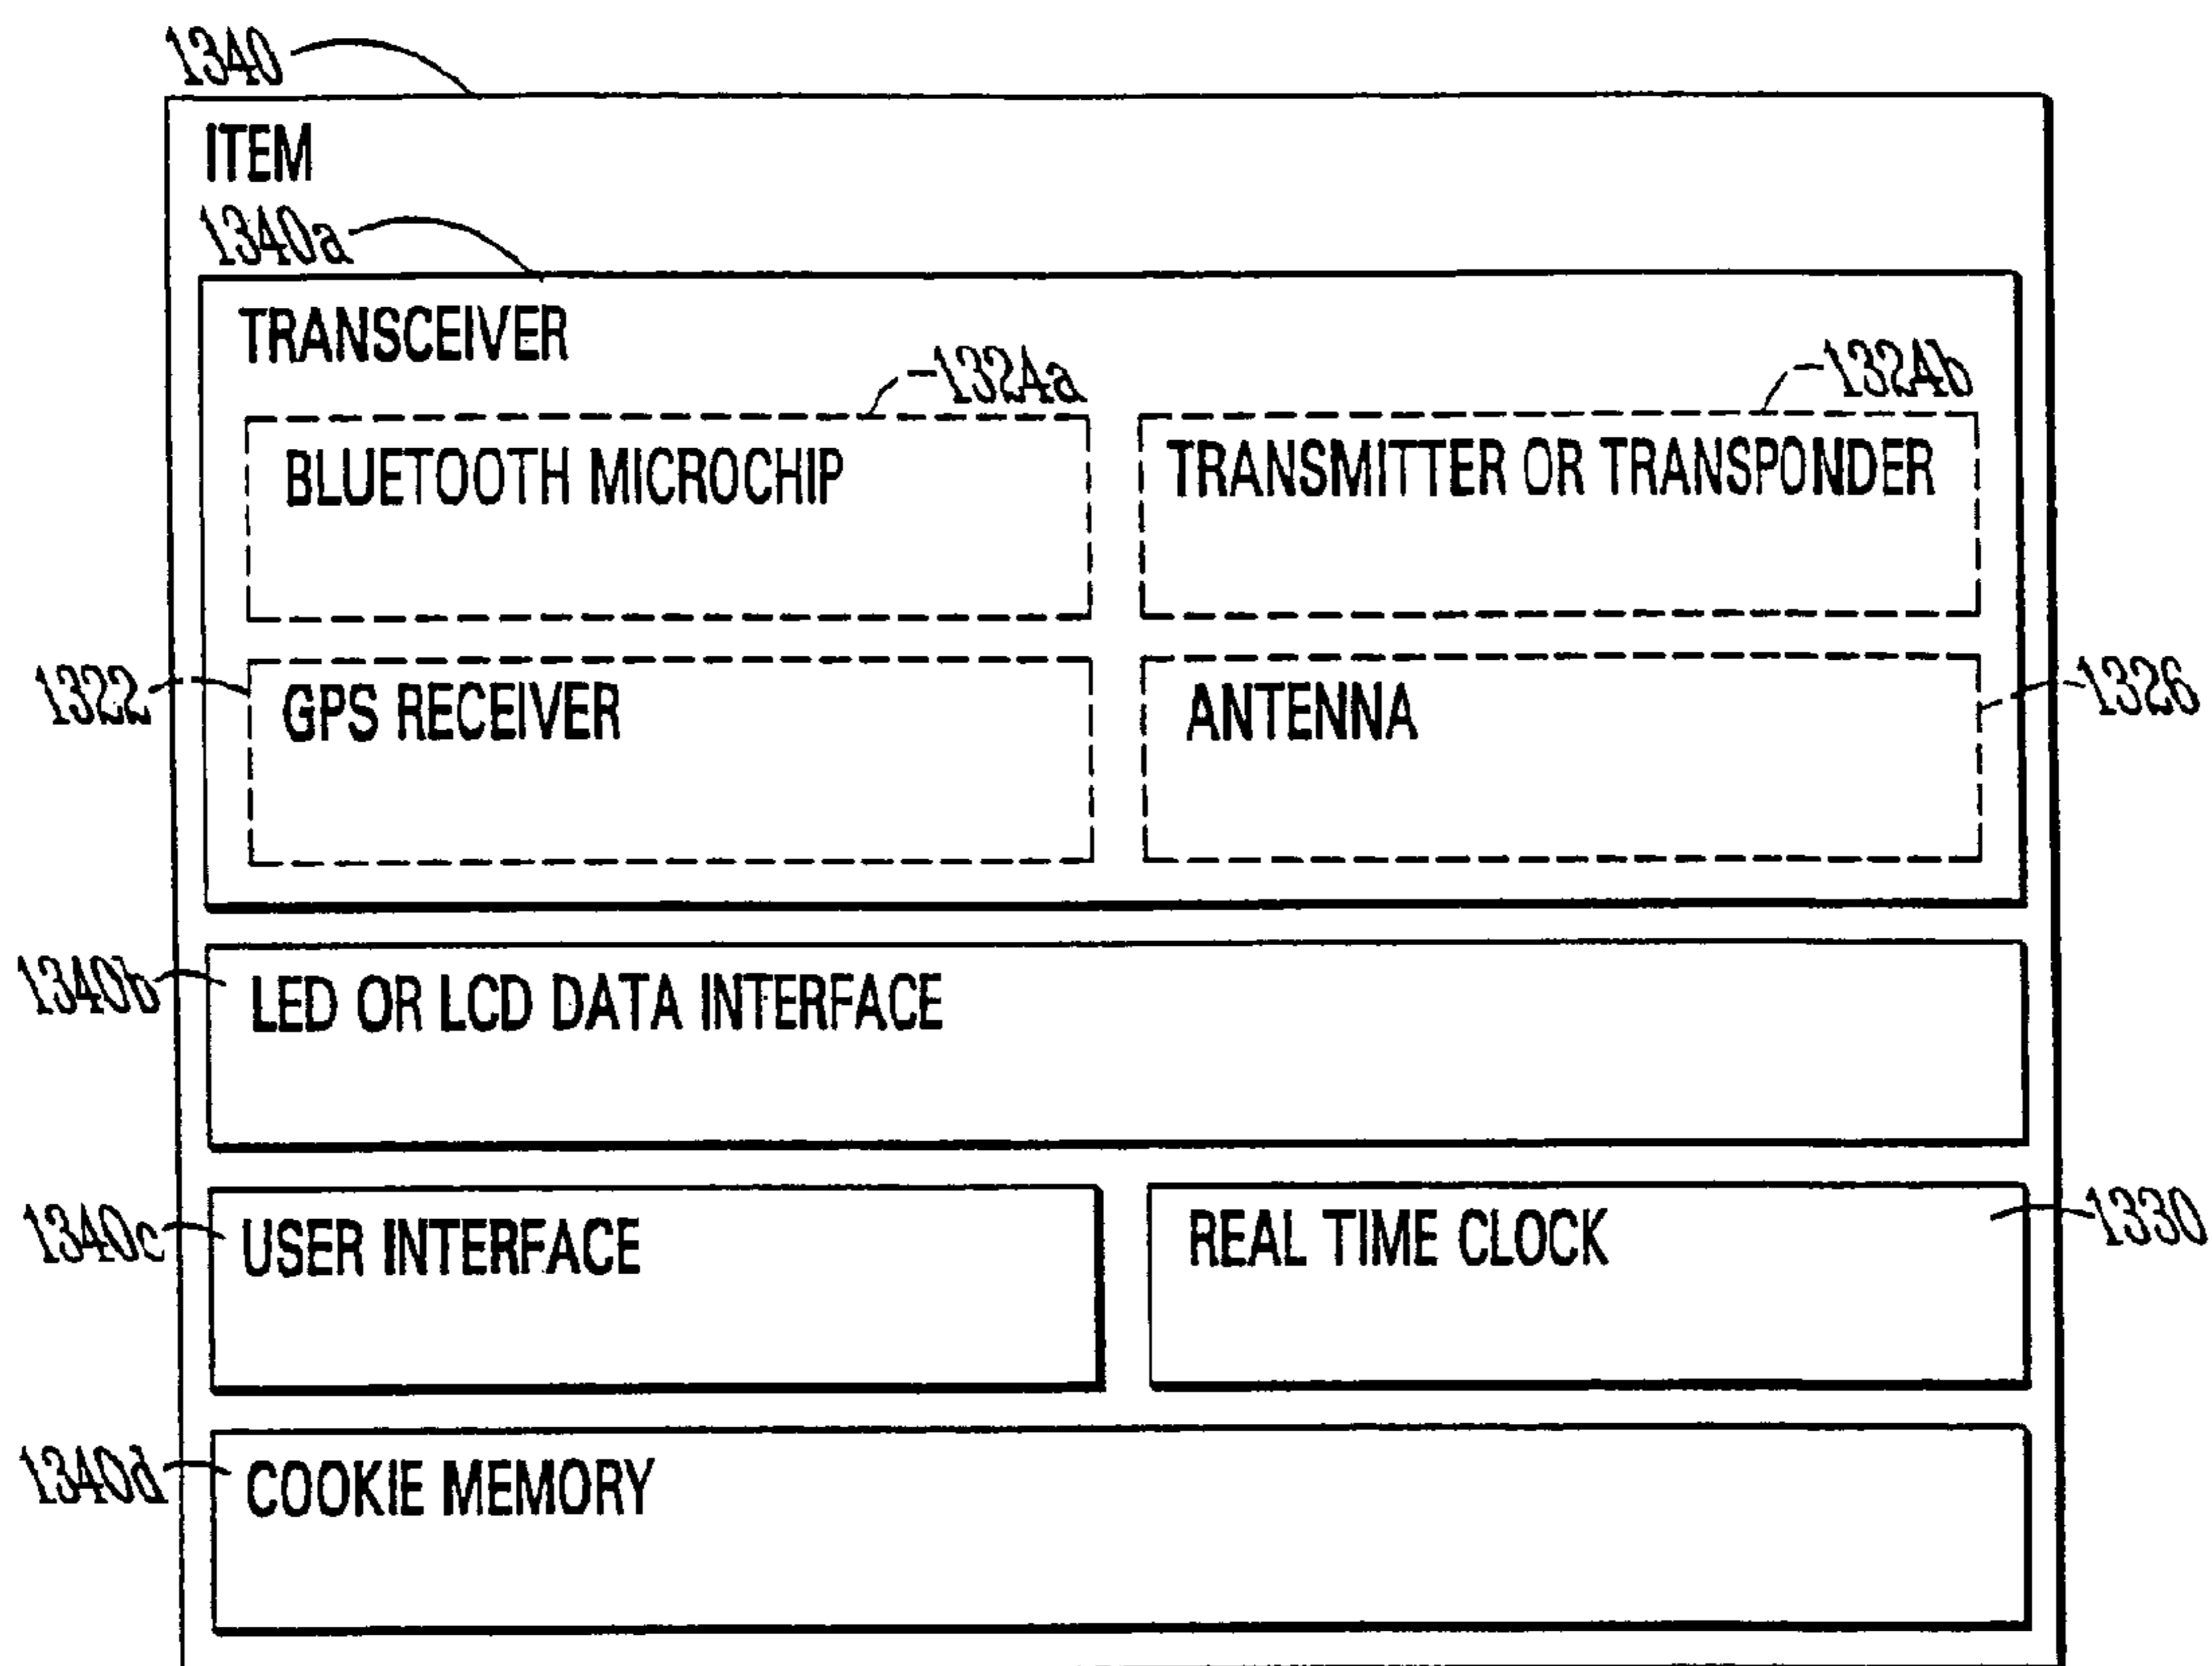 1340
ITEM
1340a
TRANSCEIVER
1324a
1324b
BLUETOOTH MICROCHIP
TRANSMITTER OR TRANSPONDER
1322
GPS RECEIVER
ANTENNA
1326
1340b
LED OR LCD DATA INTERFACE
1340c
USER INTERFACE
REAL TIME CLOCK
1330
1340d
COOKIE MEMORY